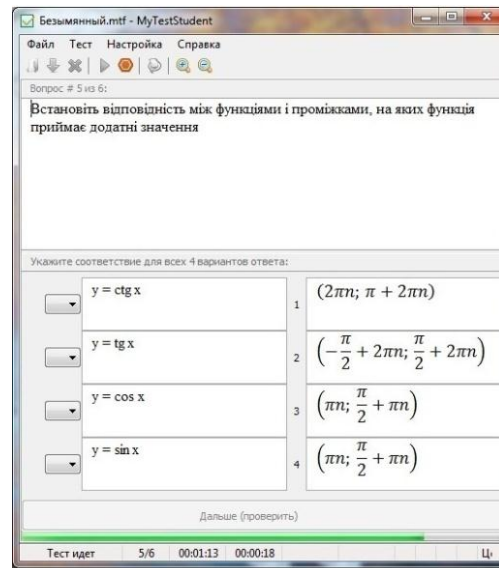 Безымянный.mtf - MyTestStudent
Файл Тест Настройка Справка
Вопрос # 5 из 6:
Встановіть відповідність між функціями і проміжками, на яких функція
приймає додатні значення
Укажите соответствие для всех 4 вариантов ответа:
y = ctg x
1 (2πn; π + 2πn)
y = tg x
2 (-π/2 + 2πn; π/2 + 2πn)
y = cos x
3 (πn; π/2 + πn)
y = sin x
4 (πn; π/2 + πn)
Дальше (проверить)
Тест идет 5/6 00:01:13 00:00:18